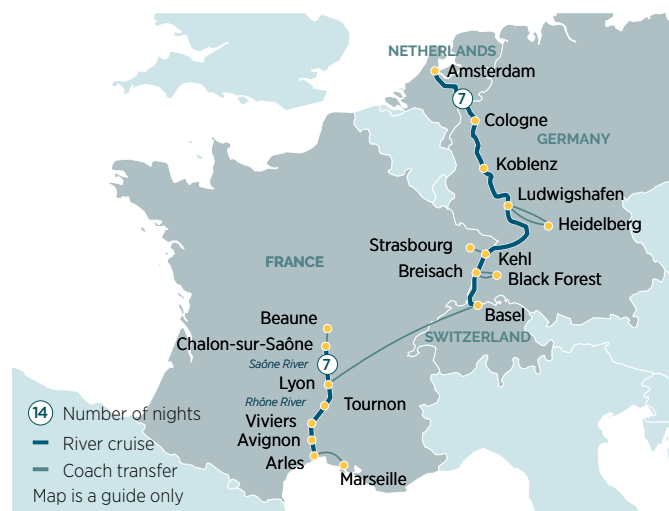 NETHERLANDS
Amsterdam
7
Cologne
GERMANY
Koblenz
Ludwigshafen
Heidelberg
Strasbourg
Kehl
FRANCE
Breisach
Black Forest
Basel
Beaune
SWITZERLAND
Chalon-sur-Saône
Saône River
7
Lyon
Rhône River
Tournon
Viviers
Avignon
Arles
Marseille
14 Number of nights
River cruise
Coach transfer
Map is a guide only